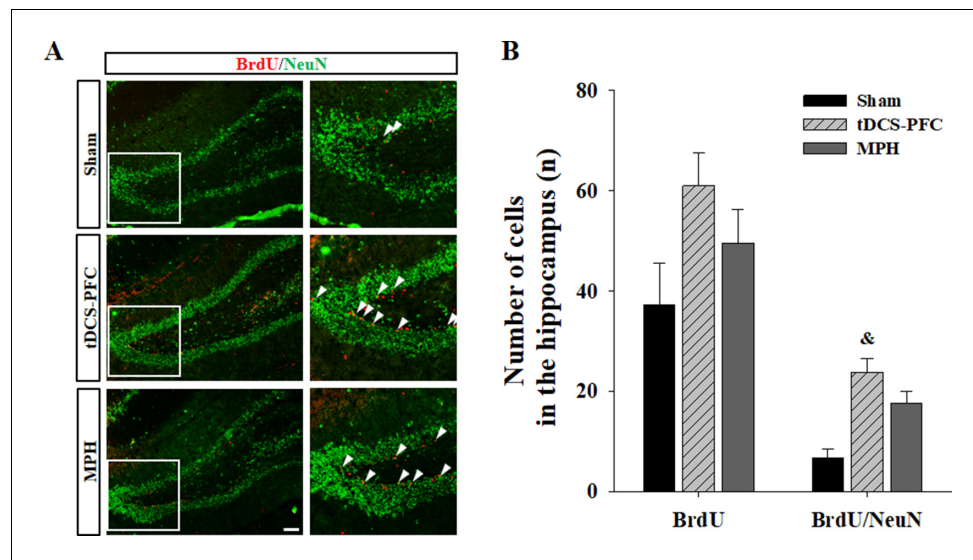 A
BrdU/NeuN
Sham
tDCS-PFC
MPH
B
Number of cells
in the hippocampus (n)
80
60
40
20
0
Sham
tDCS-PFC
MPH
&
BrdU
BrdU/NeuN